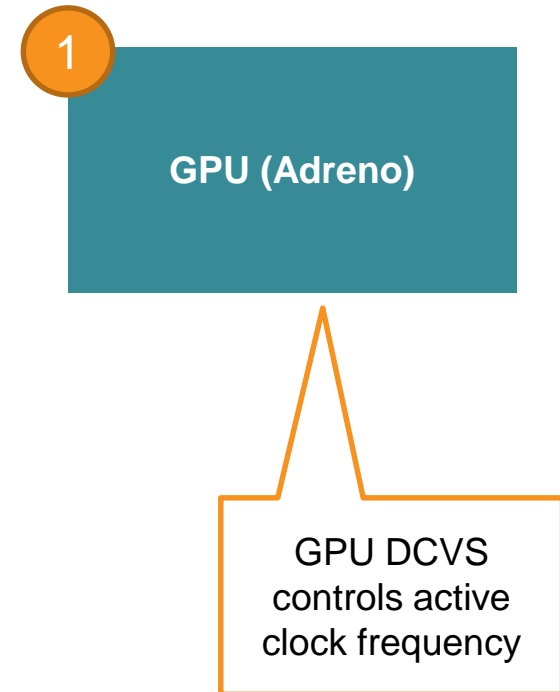 1
GPU (Adreno)
GPU DCVS
controls active
clock frequency